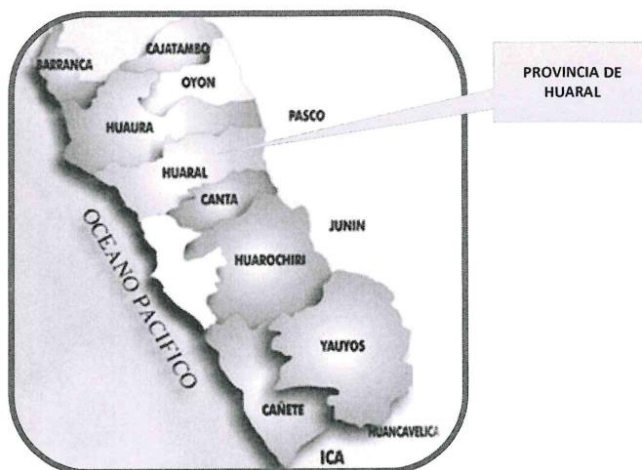 CAJATAMBO
BARRANCA
OYON
PROVINCIA DE
HUARAL
PASCO
HUAURA
HUARAL
CANTA
JUNIN
HUAROCHIRI
OCEANO PACIFICO
YAUYOS
CAÑETE
HUANCAVELICA
ICA